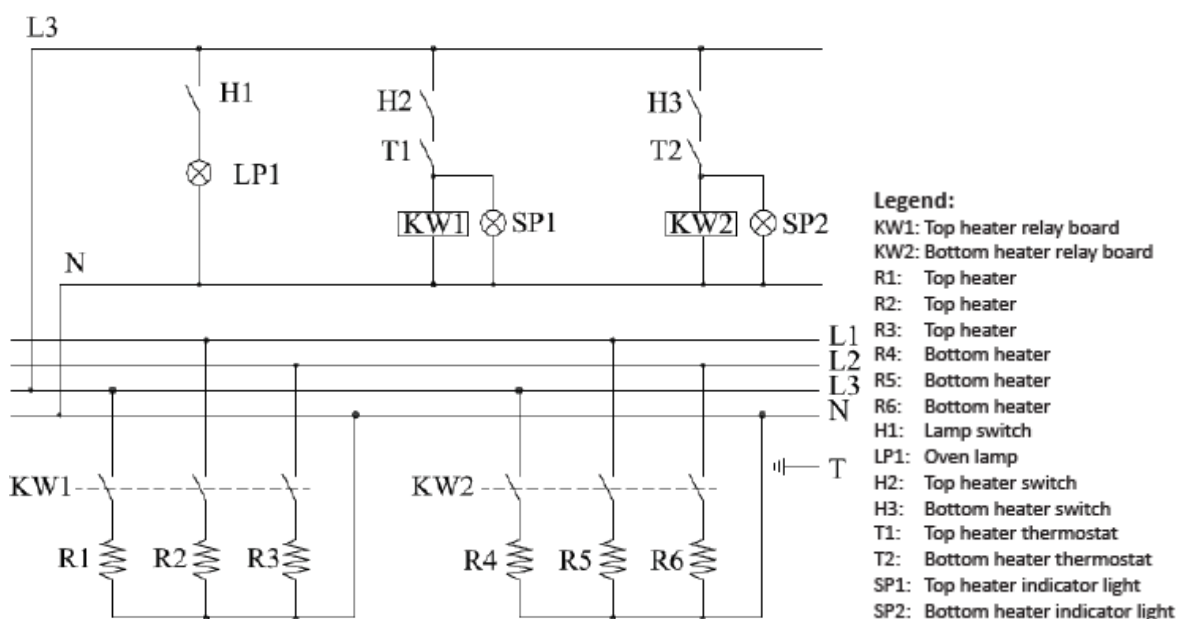 L3
H1
H2
H3
T1
T2
LP1
KW1
SP1
KW2
SP2
N
L1
L2
L3
N
T
KW1
KW2
R1
R2
R3
R4
R5
R6
Legend:
KW1: Top heater relay board
KW2: Bottom heater relay board
R1: Top heater
R2: Top heater
R3: Top heater
R4: Bottom heater
R5: Bottom heater
R6: Bottom heater
H1: Lamp switch
LP1: Oven lamp
H2: Top heater switch
H3: Bottom heater switch
T1: Top heater thermostat
T2: Bottom heater thermostat
SP1: Top heater indicator light
SP2: Bottom heater indicator light